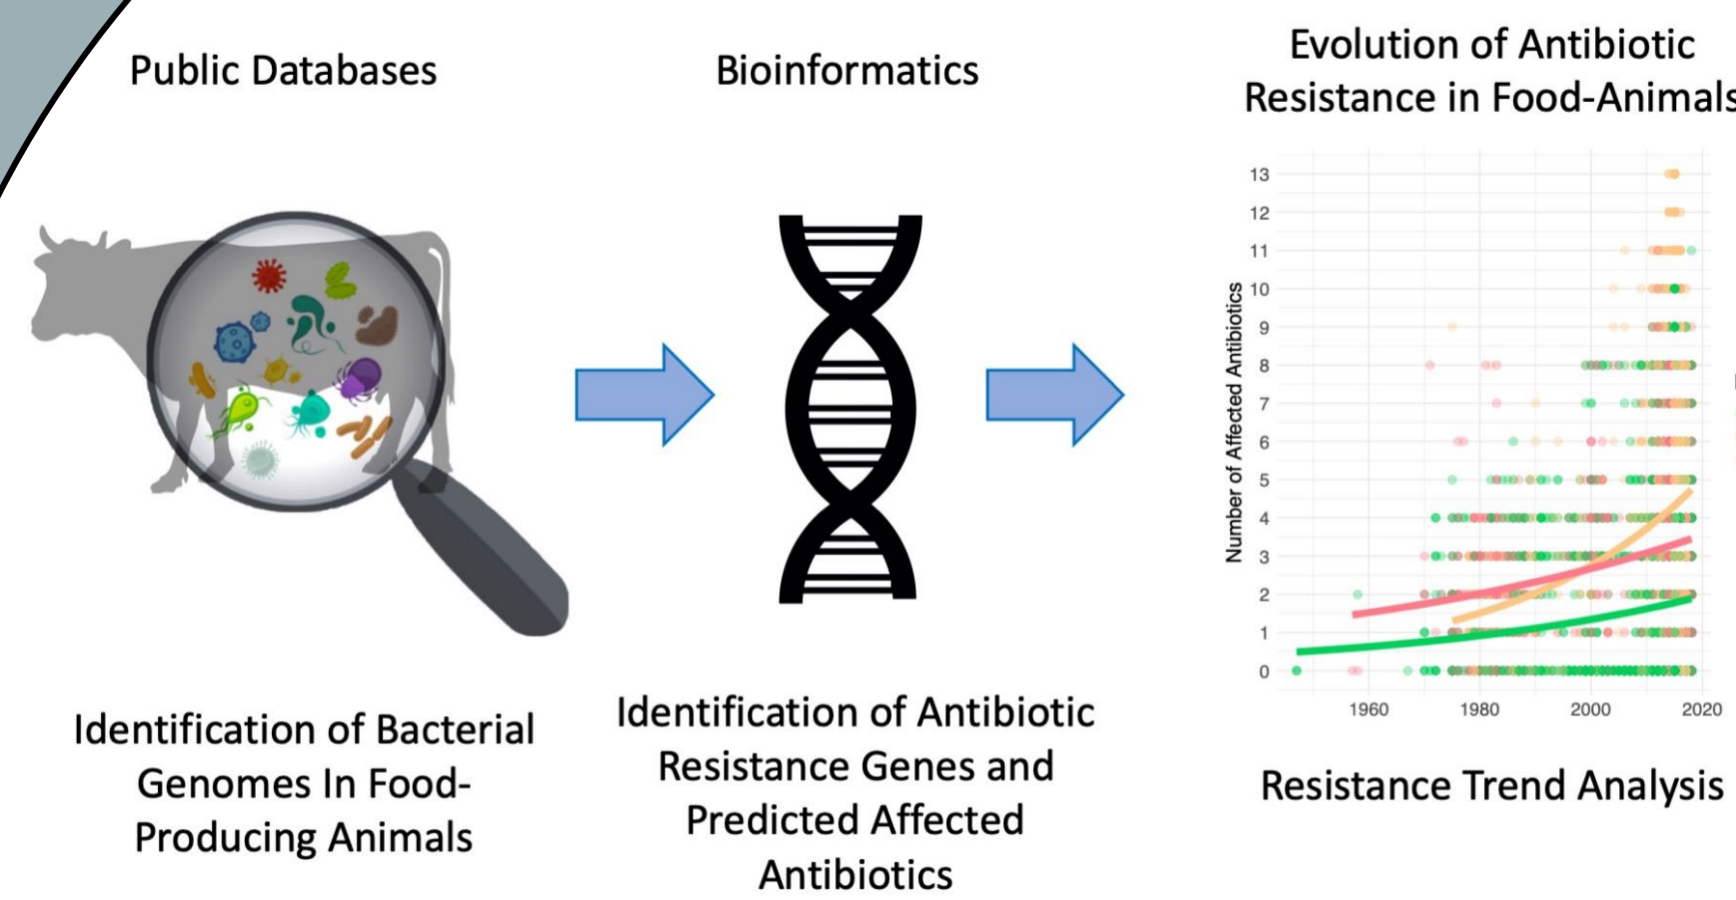 Public Databases
Bioinformatics
Evolution of Antibiotic
Resistance in Food-Animals
Identification of Bacterial
Genomes In Food-
Producing Animals
Identification of Antibiotic
Resistance Genes and
Predicted Affected
Antibiotics
Number of Affected Antibiotics
13
12
11
10
9
8
7
6
5
4
3
2
1
0
1960 1980 2000 2020
Resistance Trend Analysis